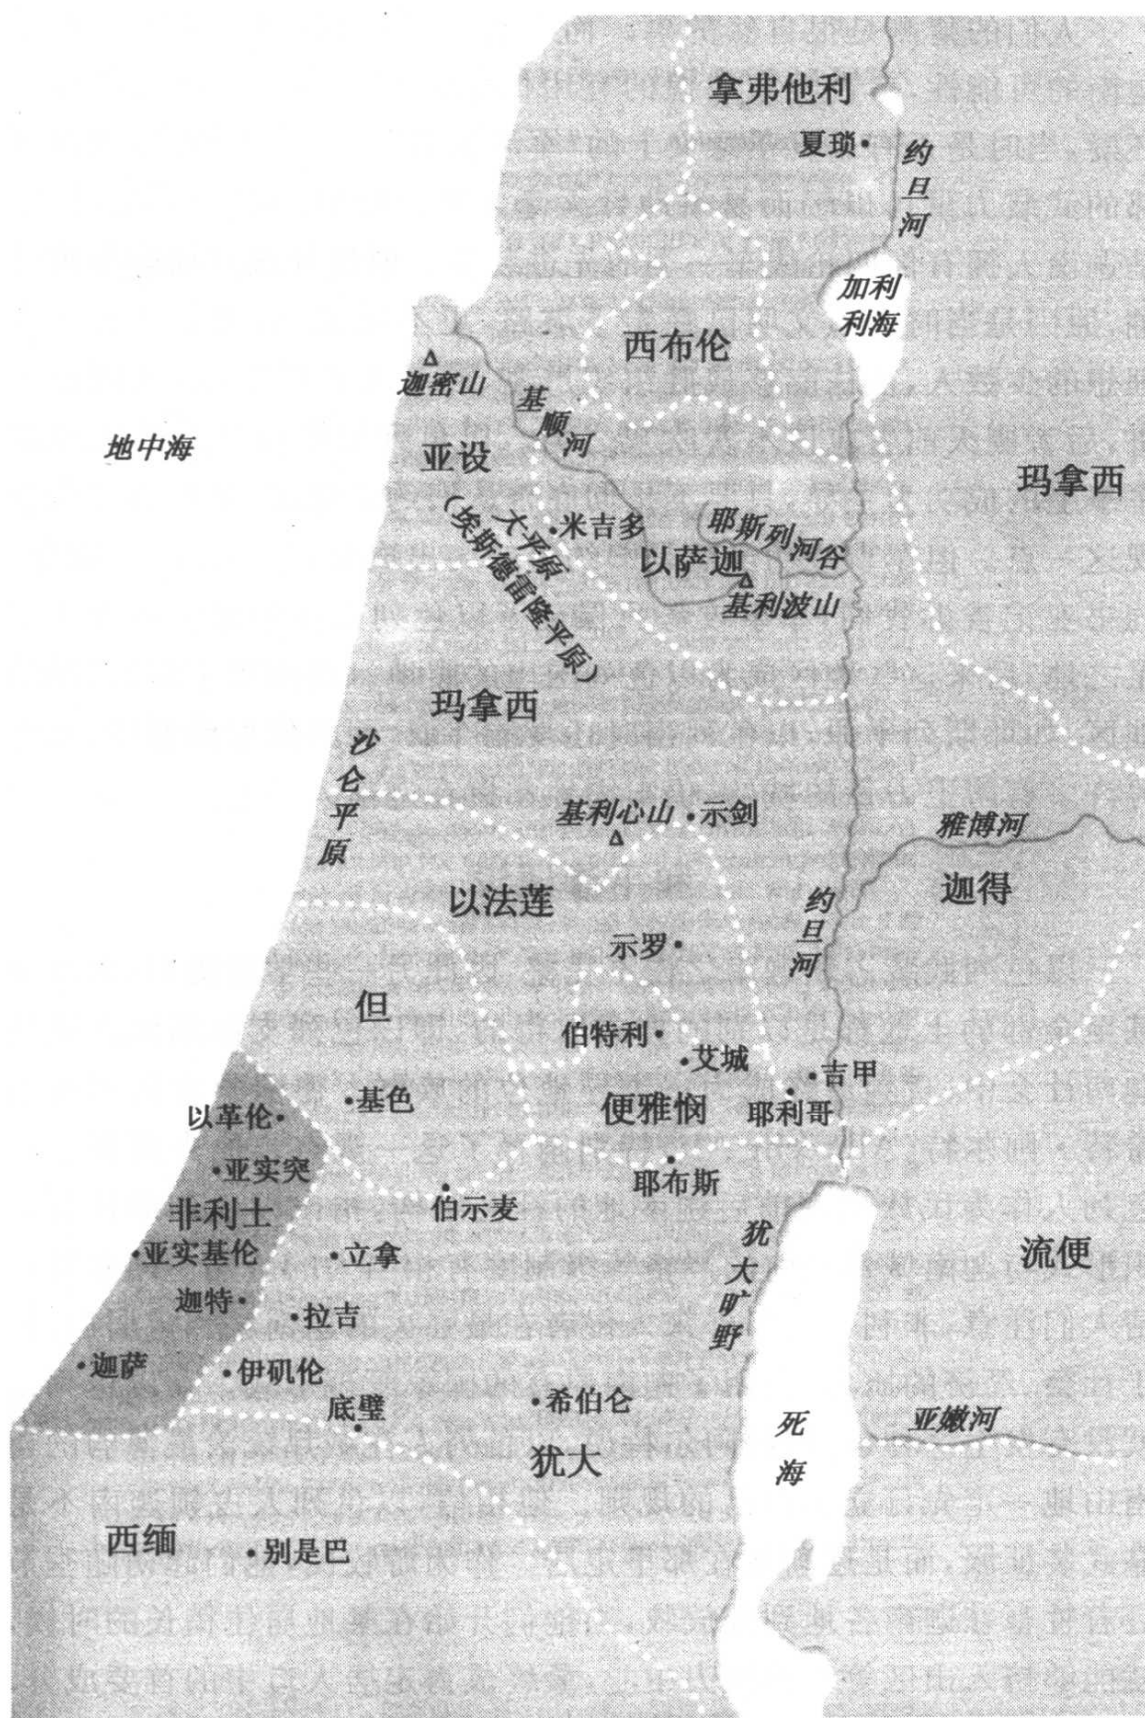 拿弗他利
夏琐
约旦河
加利
利海
西布伦
迦密山
基顺河
地中海
亚设
玛拿西
大平原
(埃斯德雷隆平原)
米吉多
耶斯列河谷
以萨迦
基利波山
玛拿西
沙仑平原
基利心山
示剑
雅博河
迦得
以法莲
约旦河
示罗
但
伯特利
艾城
吉甲
基色
便雅悯
耶利哥
以革伦
亚实突
耶布斯
伯示麦
非利士
犹大旷野
流便
亚实基伦
立拿
迦特
拉吉
迦萨
伊矶伦
底璧
希伯仑
死海
亚嫩河
犹大
西缅
别是巴